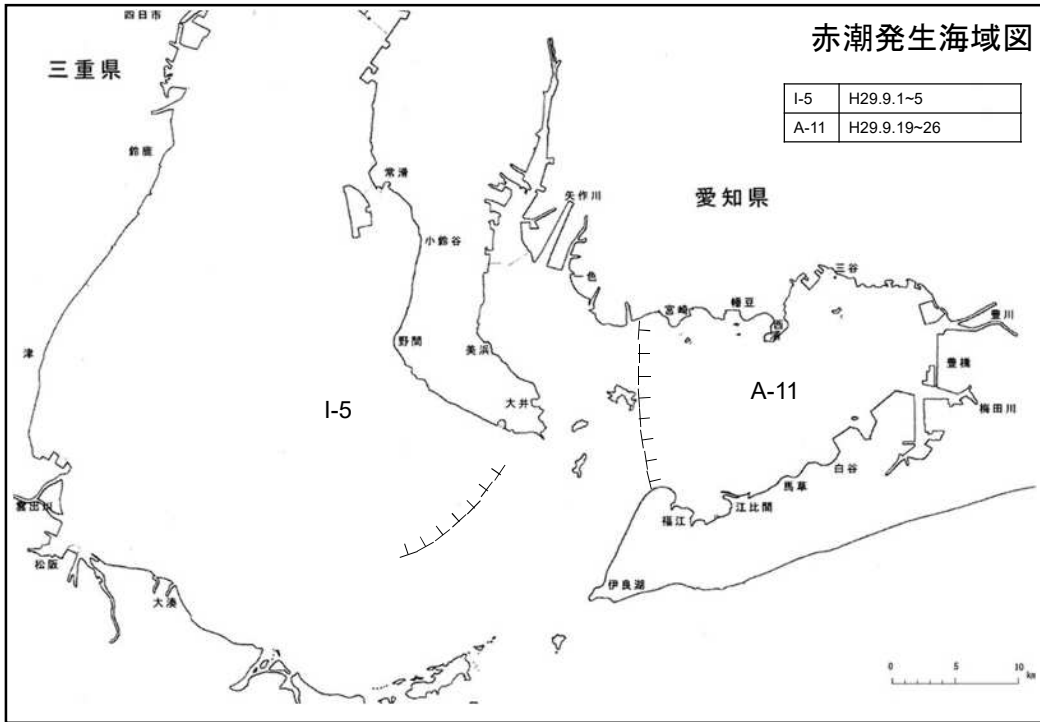 赤潮発生海域図
四日市
三重県
I-5 H29.9.1~5
A-11 H29.9.19~26
鈴鹿
常滑
矢作川
愛知県
小鈴谷
一色
三谷
宮崎
幡豆
西浦
豊川
津
野間
美浜
豊橋
I-5
大井
A-11
梅田川
白谷
馬草
江比間
福江
雲出川
松阪
伊良湖
大湊
0 5 10
km